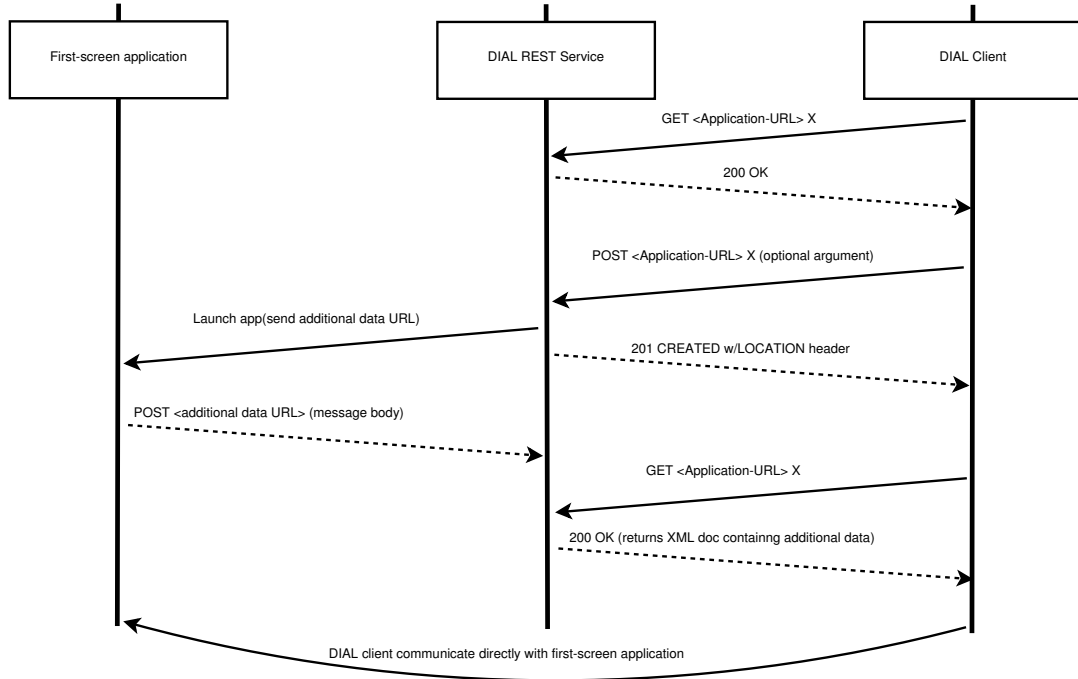 First-screen application
DIAL REST Service
DIAL Client
GET <Application-URL> X
200 OK
POST <Application-URL> X (optional argument)
Launch app(send additional data URL)
201 CREATED w/LOCATION header
POST <additional data URL> (message body)
GET <Application-URL> X
200 OK (returns XML doc containng additional data)
DIAL client communicate directly with first-screen application